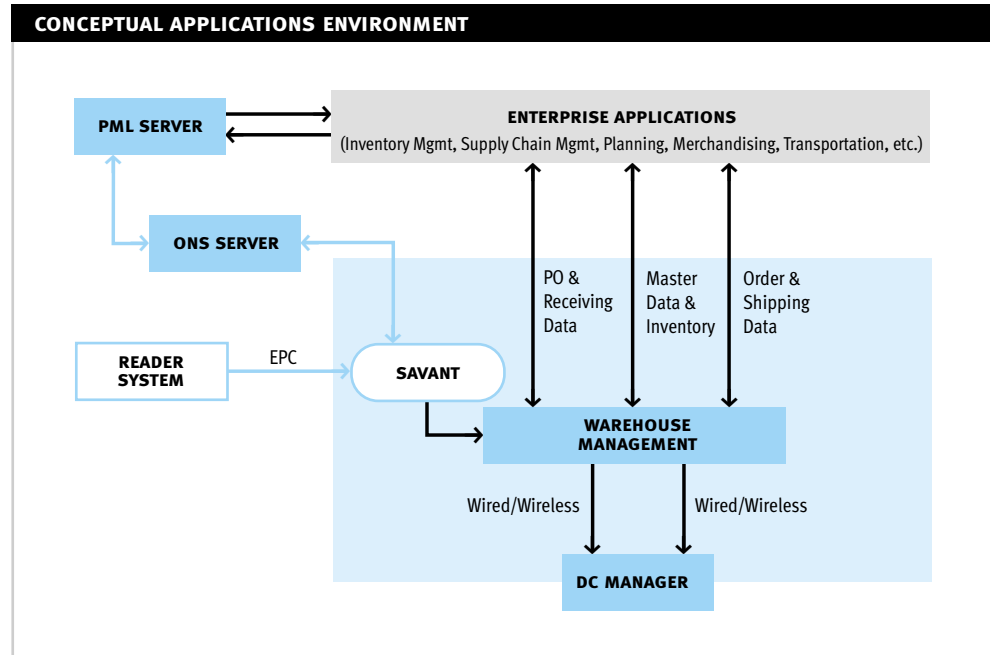 CONCEPTUAL APPLICATIONS ENVIRONMENT
PML SERVER
ENTERPRISE APPLICATIONS
(Inventory Mgmt, Supply Chain Mgmt, Planning, Merchandising, Transportation, etc.)
ONS SERVER
PO &
Receiving
Data
Master
Data &
Inventory
Order &
Shipping
Data
READER
SYSTEM
EPC
SAVANT
WAREHOUSE
MANAGEMENT
Wired/Wireless
Wired/Wireless
DC MANAGER